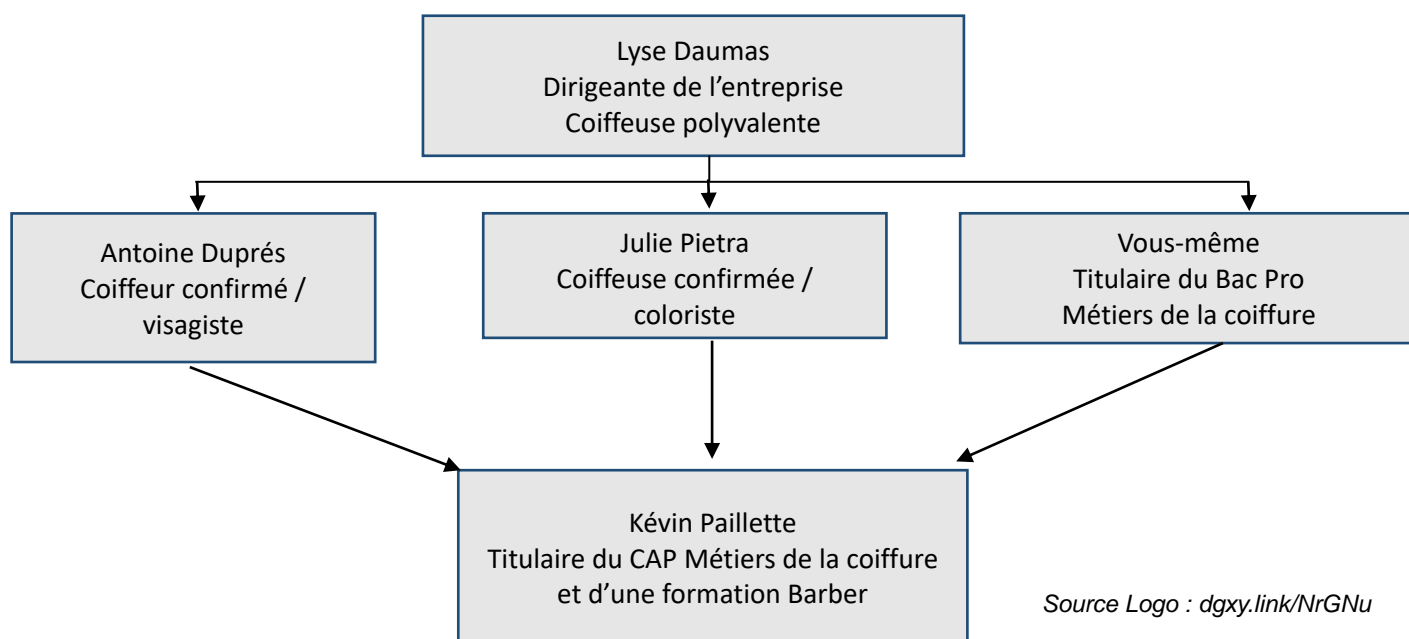 Lyse Daumas
Dirigeante de l’entreprise
Coiffeuse polyvalente
Antoine Duprés
Coiffeur confirmé /
visagiste
Julie Pietra
Coiffeuse confirmée /
coloriste
Vous-même
Titulaire du Bac Pro
Métiers de la coiffure
Kévin Paillette
Titulaire du CAP Métiers de la coiffure
et d’une formation Barber
Source Logo : dgxy.link/NrGNu